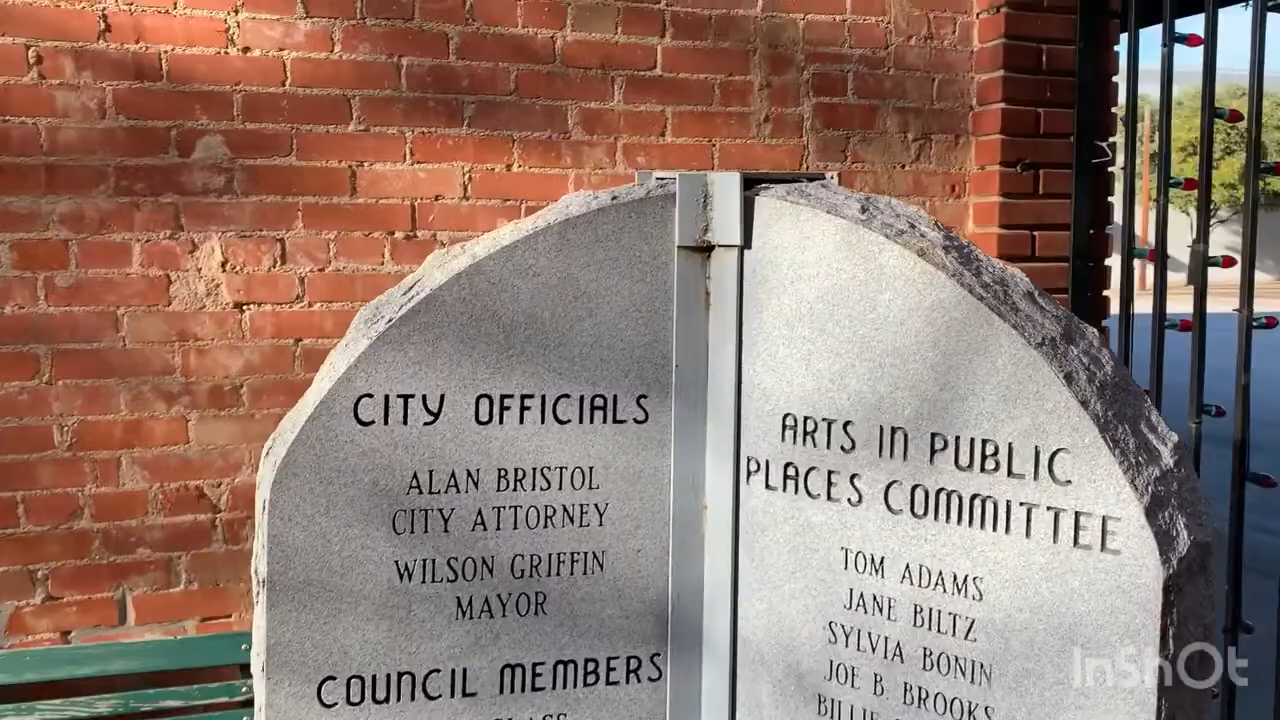 CITY OFFICIALS
ALAN BRISTOL
CITY ATTORNEY
WILSON GRIFFIN
MAYOR
COUNCIL MEMBERS
ARTS IN PUBLIC
PLACES COMMITTEE
TOM ADAMS
JANE BILTZ
SYLVIA BONIN
JOE B. BROOKS
BILLIE
InShOt